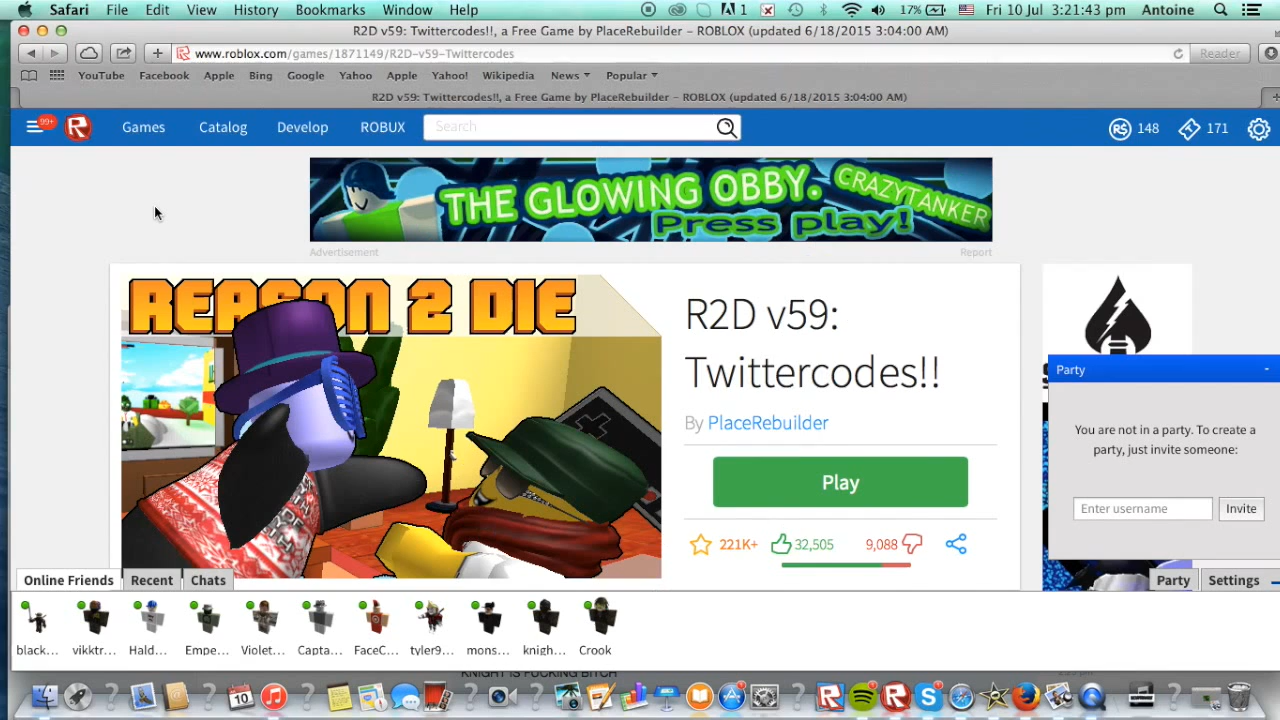 Safari File Edit View History Bookmarks Window Help 1 17% Fri 10 Jul 3:21:43 pm Antoine
R2D v59: Twittercodes!!, a Free Game by PlaceRebuilder – ROBLOX (updated 6/18/2015 3:04:00 AM)
www.roblox.com/games/1871149/R2D-v59-Twittercodes Reader
YouTube Facebook Apple Bing Google Yahoo Apple Yahoo! Wikipedia News Popular
R2D v59: Twittercodes!!, a Free Game by PlaceRebuilder – ROBLOX (updated 6/18/2015 3:04:00 AM)
99+ R Games Catalog Develop ROBUX Search R$ 148 171
THE GLOWING OBBY. CRAZYTANKER
Press play!
Advertisement Report
REASON 2 DIE
R2D v59:
Twittercodes!!
By PlaceRebuilder
Play
221K+ 32,505 9,088
Party
You are not in a party. To create a
party, just invite someone:
Enter username Invite
Online Friends Recent Chats Party Settings
black... vikktr... Hald... Empe... Violet... Capta... FaceC... tyler9... mons... knigh... Crook
KNIGHT IS FUCKING BITCH